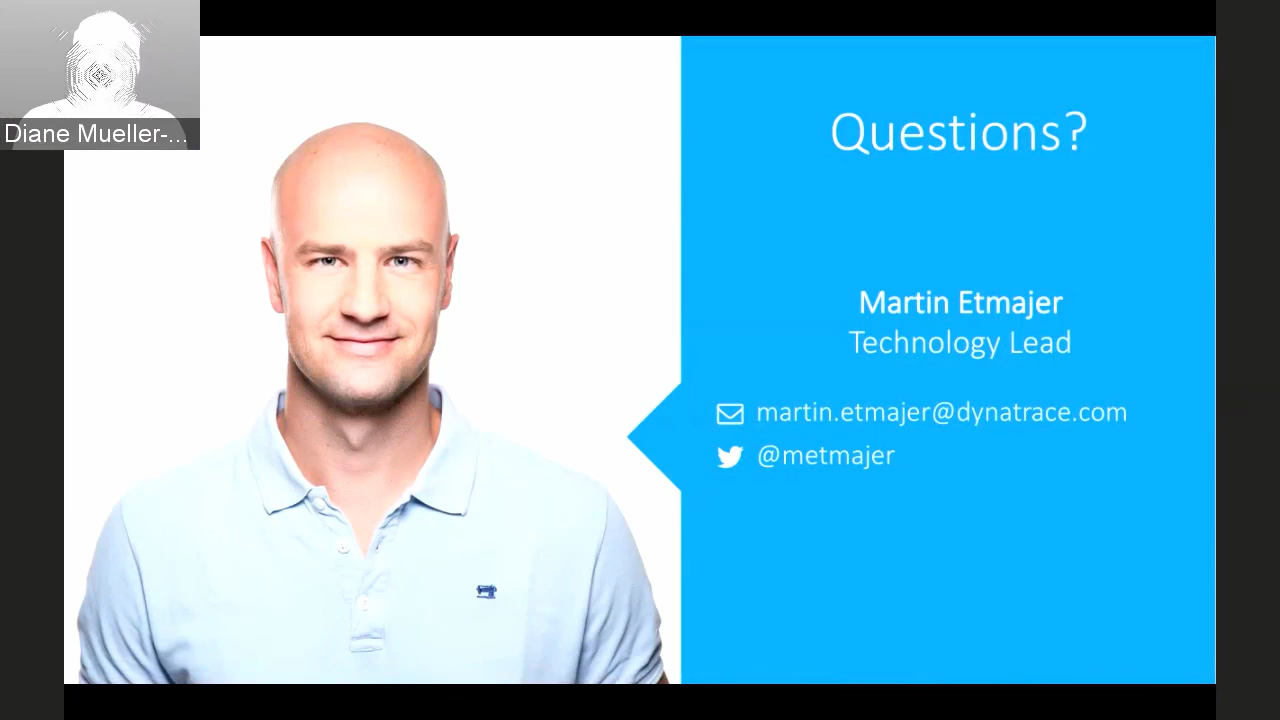 Diane Mueller-...
Questions?
Martin Etmajer
Technology Lead
martin.etmajer@dynatrace.com
@metmajer